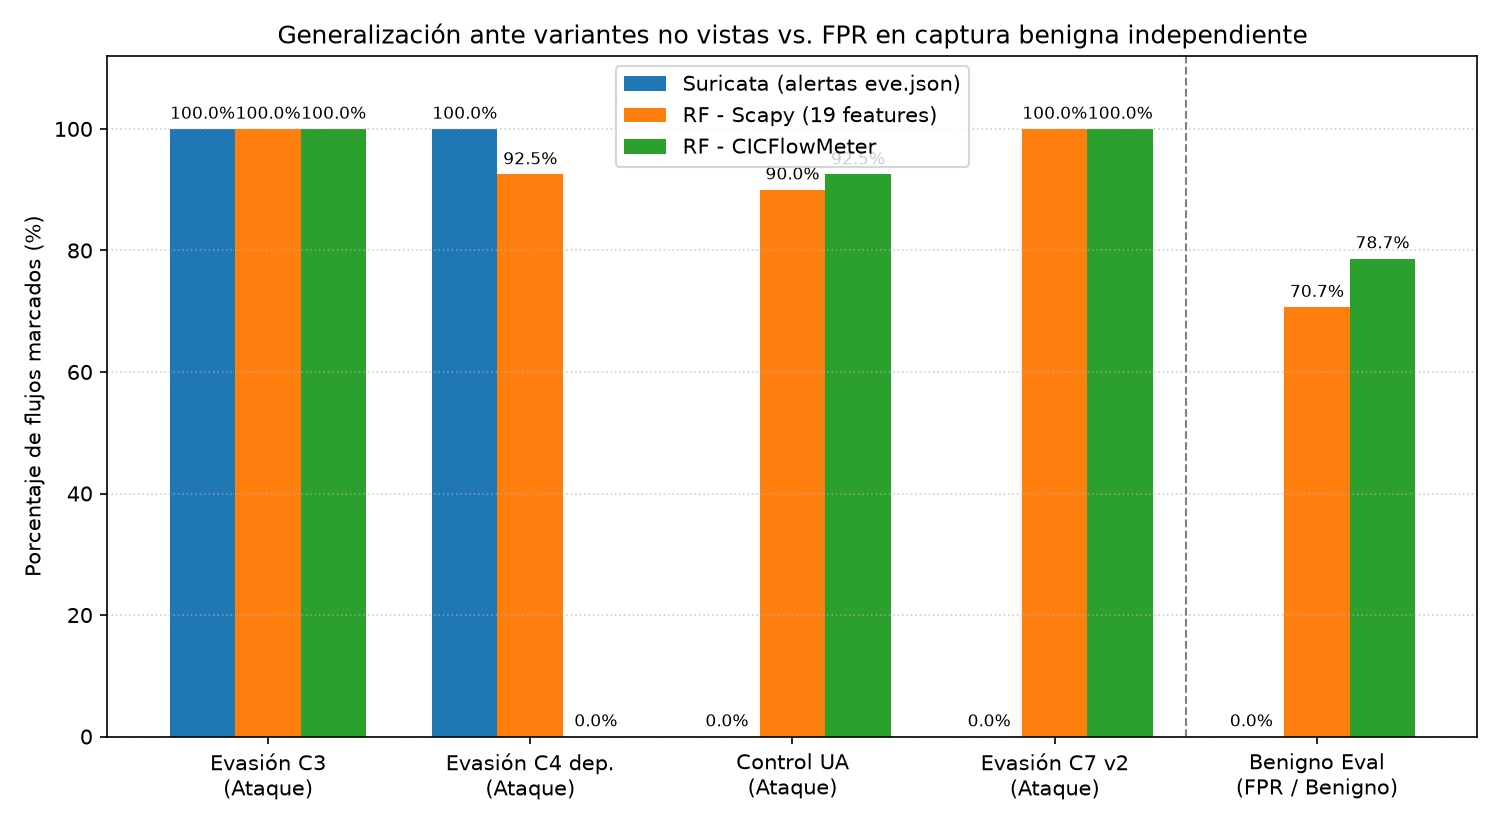 Generalización ante variantes no vistas vs. FPR en captura benigna independiente
Suricata (alertas eve.json)
RF - Scapy (19 features)
RF - CICFlowMeter
Porcentaje de flujos marcados (%)
100
80
60
40
20
0
100.0% 100.0% 100.0%
100.0% 92.5% 0.0%
0.0% 90.0% 92.5%
0.0% 100.0% 100.0%
0.0% 70.7% 78.7%
Evasión C3
(Ataque)
Evasión C4 dep.
(Ataque)
Control UA
(Ataque)
Evasión C7 v2
(Ataque)
Benigno Eval
(FPR / Benigno)